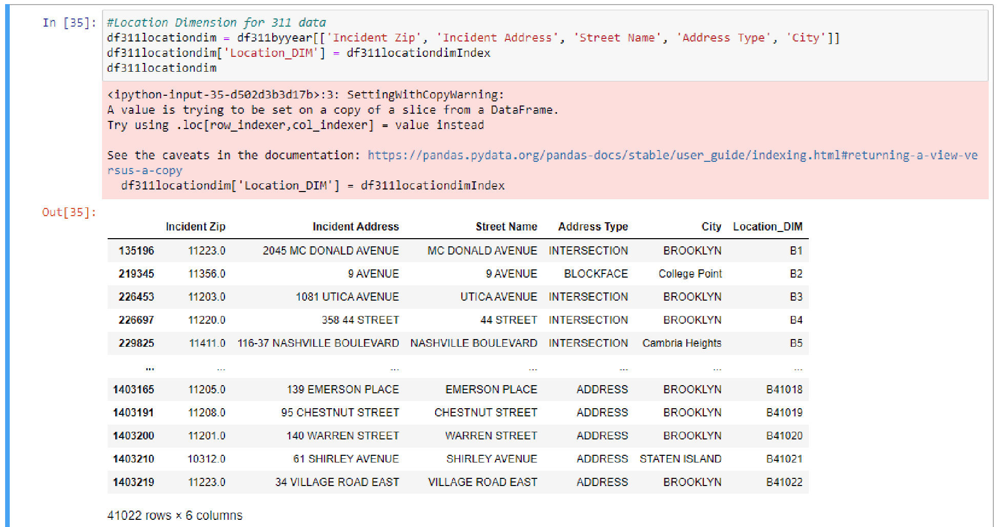 In [35]: #Location Dimension for 311 data
df311locationdim = df311byyear[['Incident Zip', 'Incident Address', 'Street Name', 'Address Type', 'City']]
df311locationdim['Location_DIM'] = df311locationdimIndex
df311locationdim
<ipython-input-35-d502d3b3d17b>:3: SettingWithCopyWarning:
A value is trying to be set on a copy of a slice from a DataFrame.
Try using .loc[row_indexer,col_indexer] = value instead
See the caveats in the documentation: https://pandas.pydata.org/pandas-docs/stable/user_guide/indexing.html#returning-a-view-ve
rsus-a-copy
df311locationdim['Location_DIM'] = df311locationdimIndex
Out[35]:
Incident Zip Incident Address Street Name Address Type City Location_DIM
135196 11223.0 2045 MC DONALD AVENUE MC DONALD AVENUE INTERSECTION BROOKLYN B1
219345 11356.0 9 AVENUE 9 AVENUE BLOCKFACE College Point B2
226453 11203.0 1081 UTICA AVENUE UTICA AVENUE INTERSECTION BROOKLYN B3
226697 11220.0 358 44 STREET 44 STREET INTERSECTION BROOKLYN B4
229825 11411.0 116-37 NASHVILLE BOULEVARD NASHVILLE BOULEVARD INTERSECTION Cambria Heights B5
... ... ... ... ... ... ...
1403165 11205.0 139 EMERSON PLACE EMERSON PLACE ADDRESS BROOKLYN B41018
1403191 11208.0 95 CHESTNUT STREET CHESTNUT STREET ADDRESS BROOKLYN B41019
1403200 11201.0 140 WARREN STREET WARREN STREET ADDRESS BROOKLYN B41020
1403210 10312.0 61 SHIRLEY AVENUE SHIRLEY AVENUE ADDRESS STATEN ISLAND B41021
1403219 11223.0 34 VILLAGE ROAD EAST VILLAGE ROAD EAST ADDRESS BROOKLYN B41022
41022 rows × 6 columns